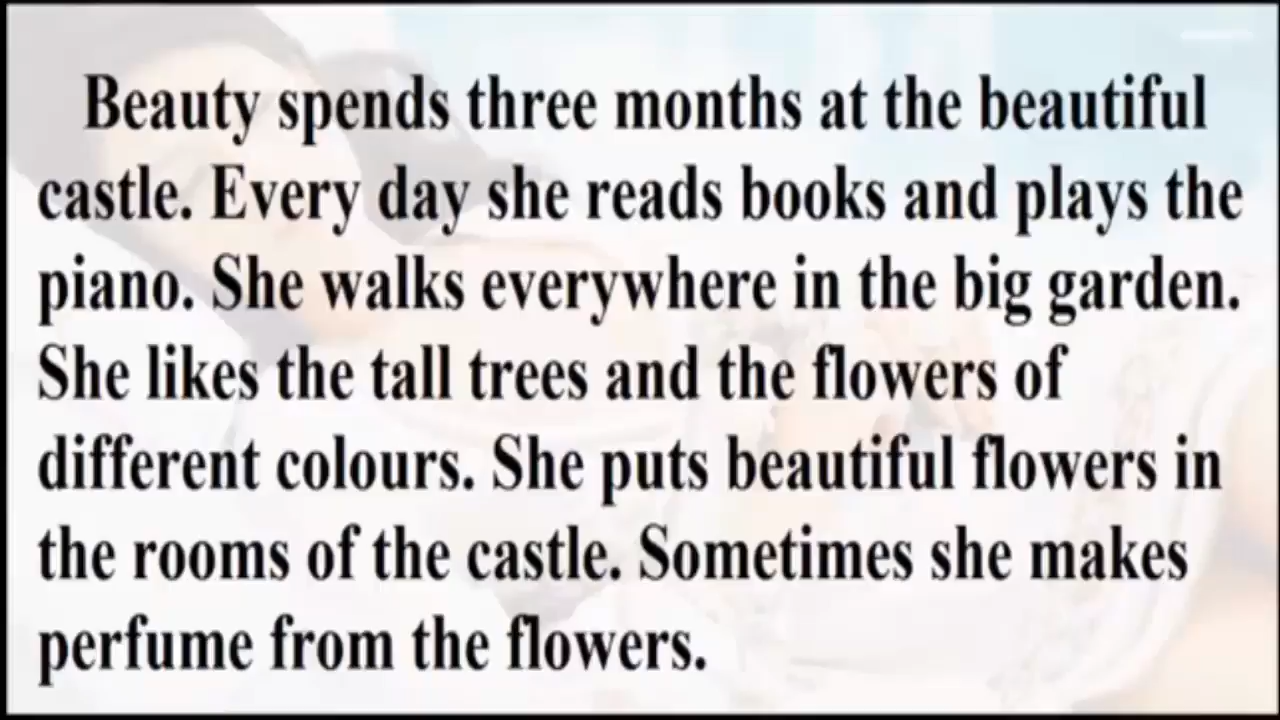 Beauty spends three months at the beautiful
castle. Every day she reads books and plays the
piano. She walks everywhere in the big garden.
She likes the tall trees and the flowers of
different colours. She puts beautiful flowers in
the rooms of the castle. Sometimes she makes
perfume from the flowers.